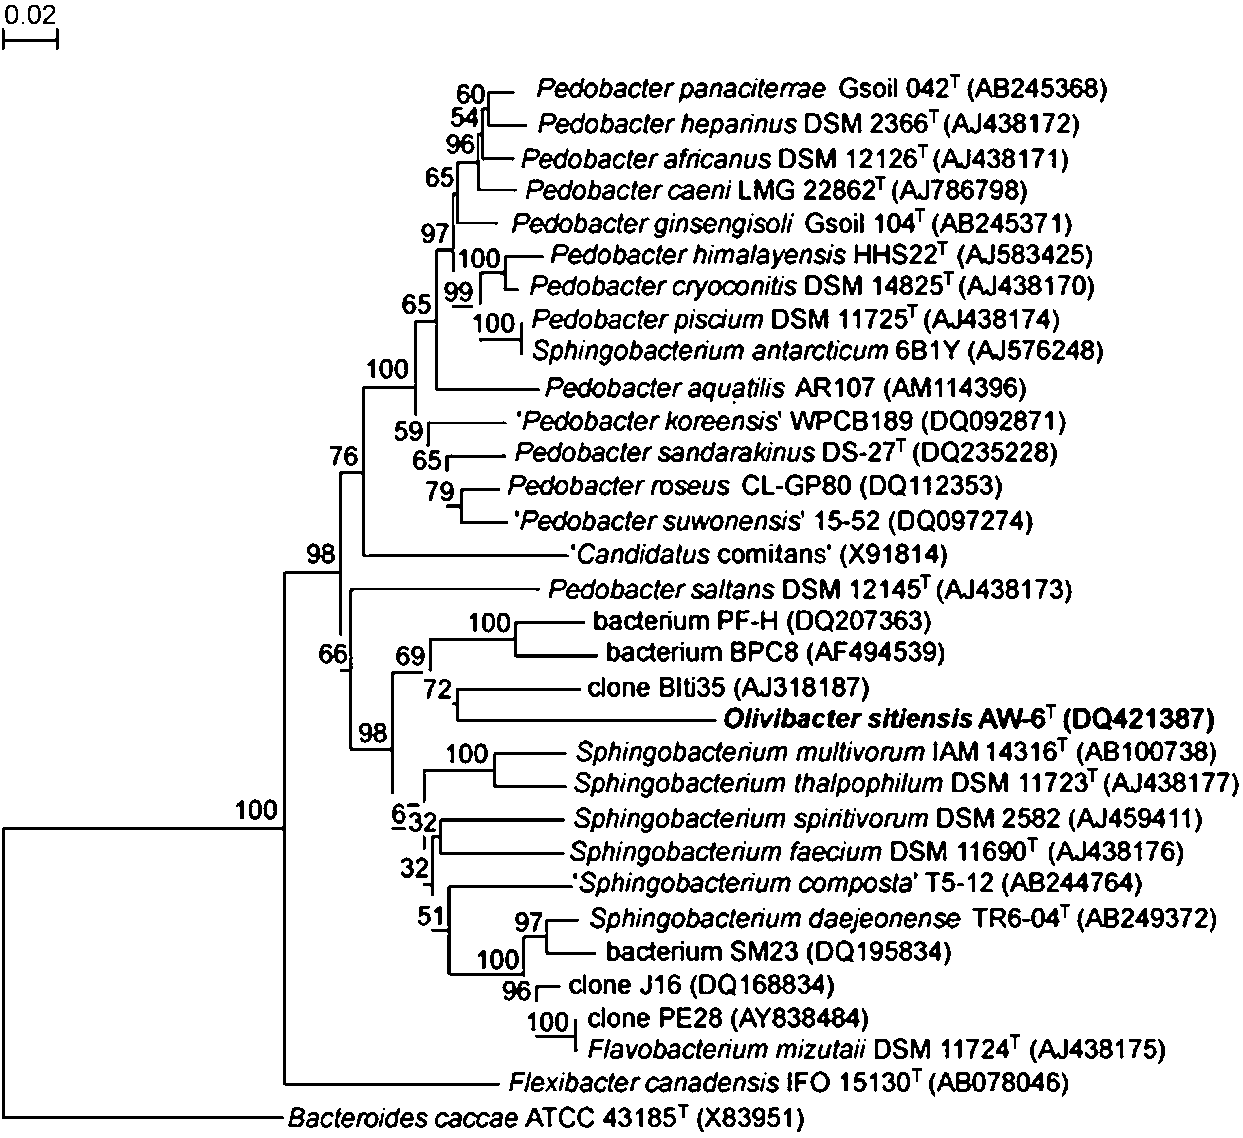 0.02
60 Pedobacter panaciterrae Gsoil 042T (AB245368)
54 Pedobacter heparinus DSM 2366T (AJ438172)
96 Pedobacter africanus DSM 12126T (AJ438171)
65 Pedobacter caeni LMG 22862T (AJ786798)
97 Pedobacter ginsengisoli Gsoil 104T (AB245371)
100 Pedobacter himalayensis HHS22T (AJ583425)
99 Pedobacter cryoconitis DSM 14825T (AJ438170)
65 100 Pedobacter piscium DSM 11725T (AJ438174)
Sphingobacterium antarcticum 6B1Y (AJ576248)
100 Pedobacter aquatilis AR107 (AM114396)
59 'Pedobacter koreensis' WPCB189 (DQ092871)
76 65 Pedobacter sandarakinus DS-27T (DQ235228)
79 Pedobacter roseus CL-GP80 (DQ112353)
'Pedobacter suwonensis' 15-52 (DQ097274)
98 'Candidatus comitans' (X91814)
Pedobacter saltans DSM 12145T (AJ438173)
100 bacterium PF-H (DQ207363)
66 69 bacterium BPC8 (AF494539)
72 clone BIti35 (AJ318187)
Olivibacter sitiensis AW-6T (DQ421387)
98 100 Sphingobacterium multivorum IAM 14316T (AB100738)
Sphingobacterium thalpophilum DSM 11723T (AJ438177)
100 32 Sphingobacterium spiritivorum DSM 2582 (AJ459411)
Sphingobacterium faecium DSM 11690T (AJ438176)
32 'Sphingobacterium composta' T5-12 (AB244764)
51 97 Sphingobacterium daejeonense TR6-04T (AB249372)
100 bacterium SM23 (DQ195834)
96 clone J16 (DQ168834)
100 clone PE28 (AY838484)
Flavobacterium mizutaii DSM 11724T (AJ438175)
Flexibacter canadensis IFO 15130T (AB078046)
Bacteroides caccae ATCC 43185T (X83951)